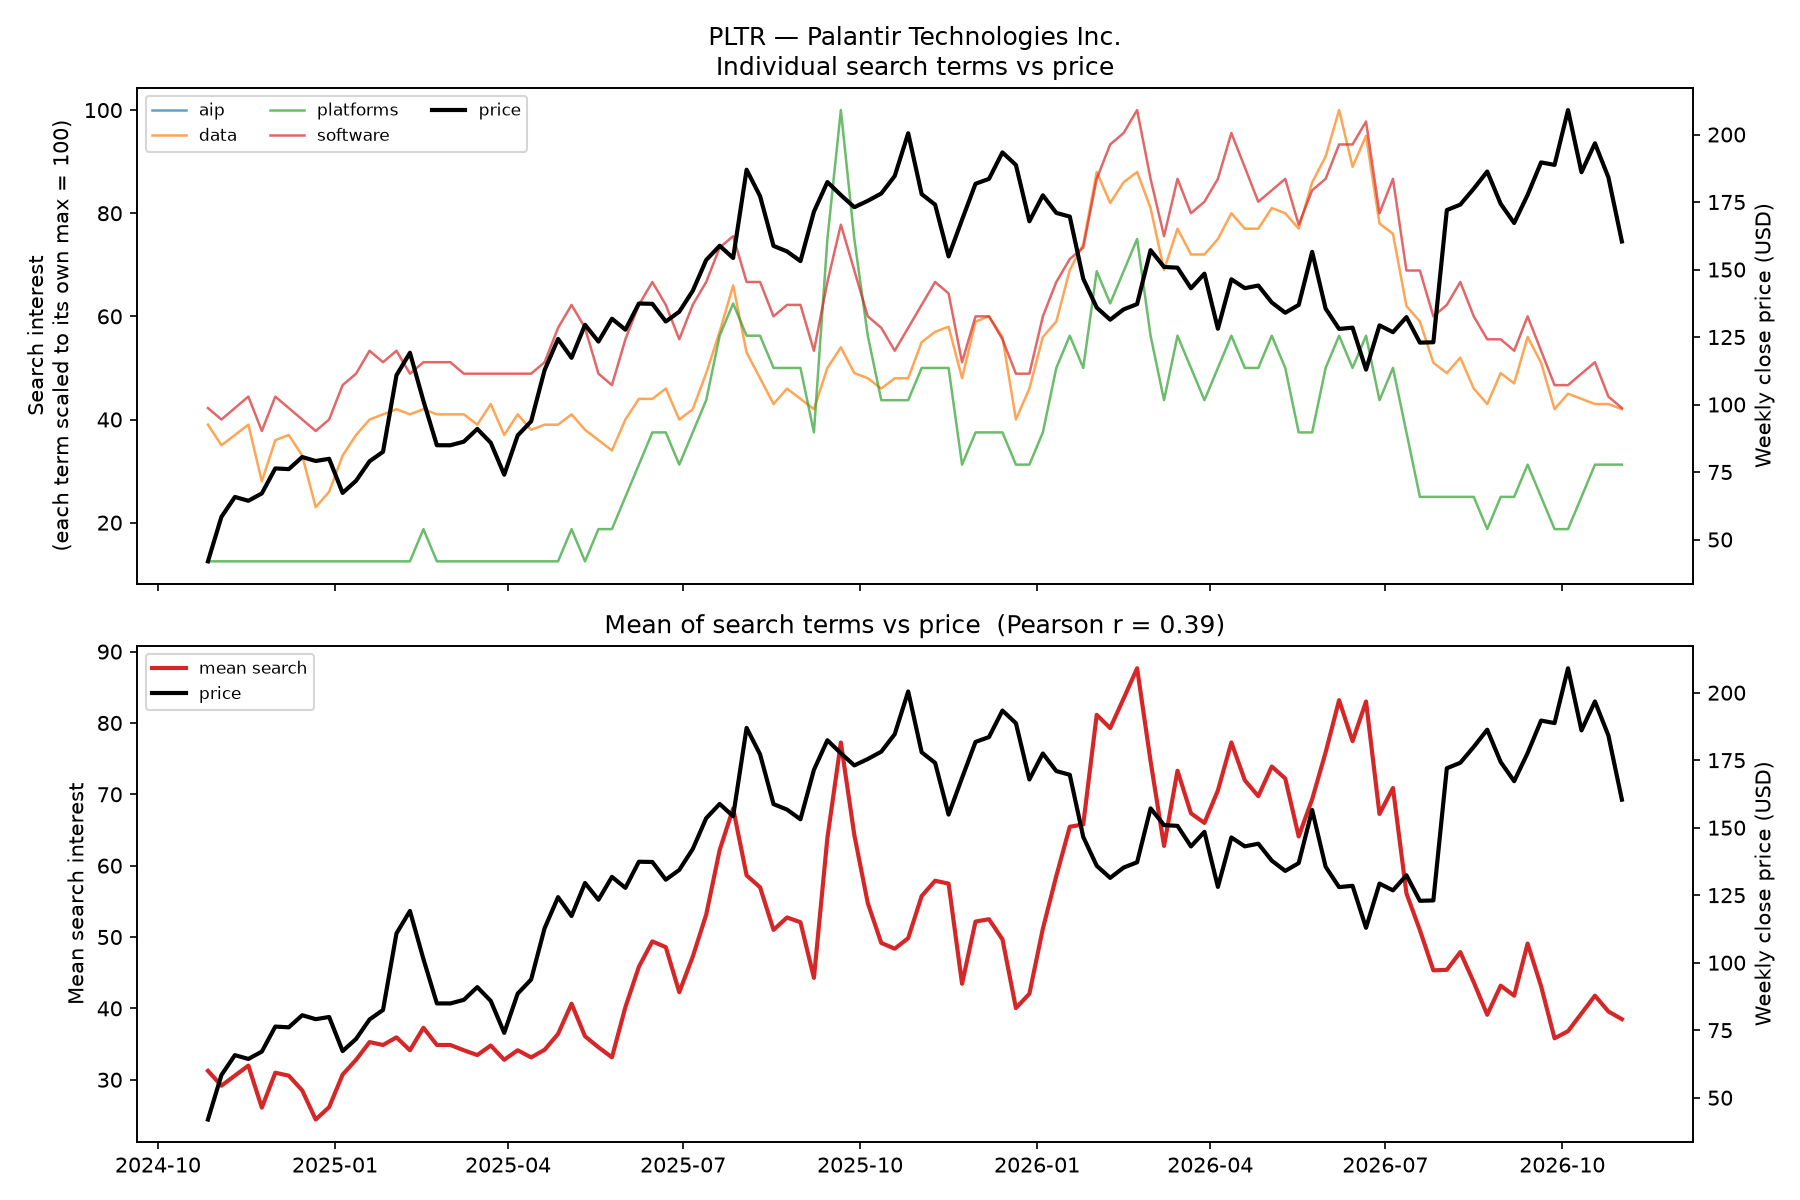 PLTR — Palantir Technologies Inc.
Individual search terms vs price
aip
data
platforms
software
price
Search interest
(each term scaled to its own max = 100)
100
80
60
40
20
200
175
150
125
100
75
50
Weekly close price (USD)
Mean of search terms vs price  (Pearson r = 0.39)
mean search
price
Mean search interest
90
80
70
60
50
40
30
200
175
150
125
100
75
50
Weekly close price (USD)
2024-10 2025-01 2025-04 2025-07 2025-10 2026-01 2026-04 2026-07 2026-10